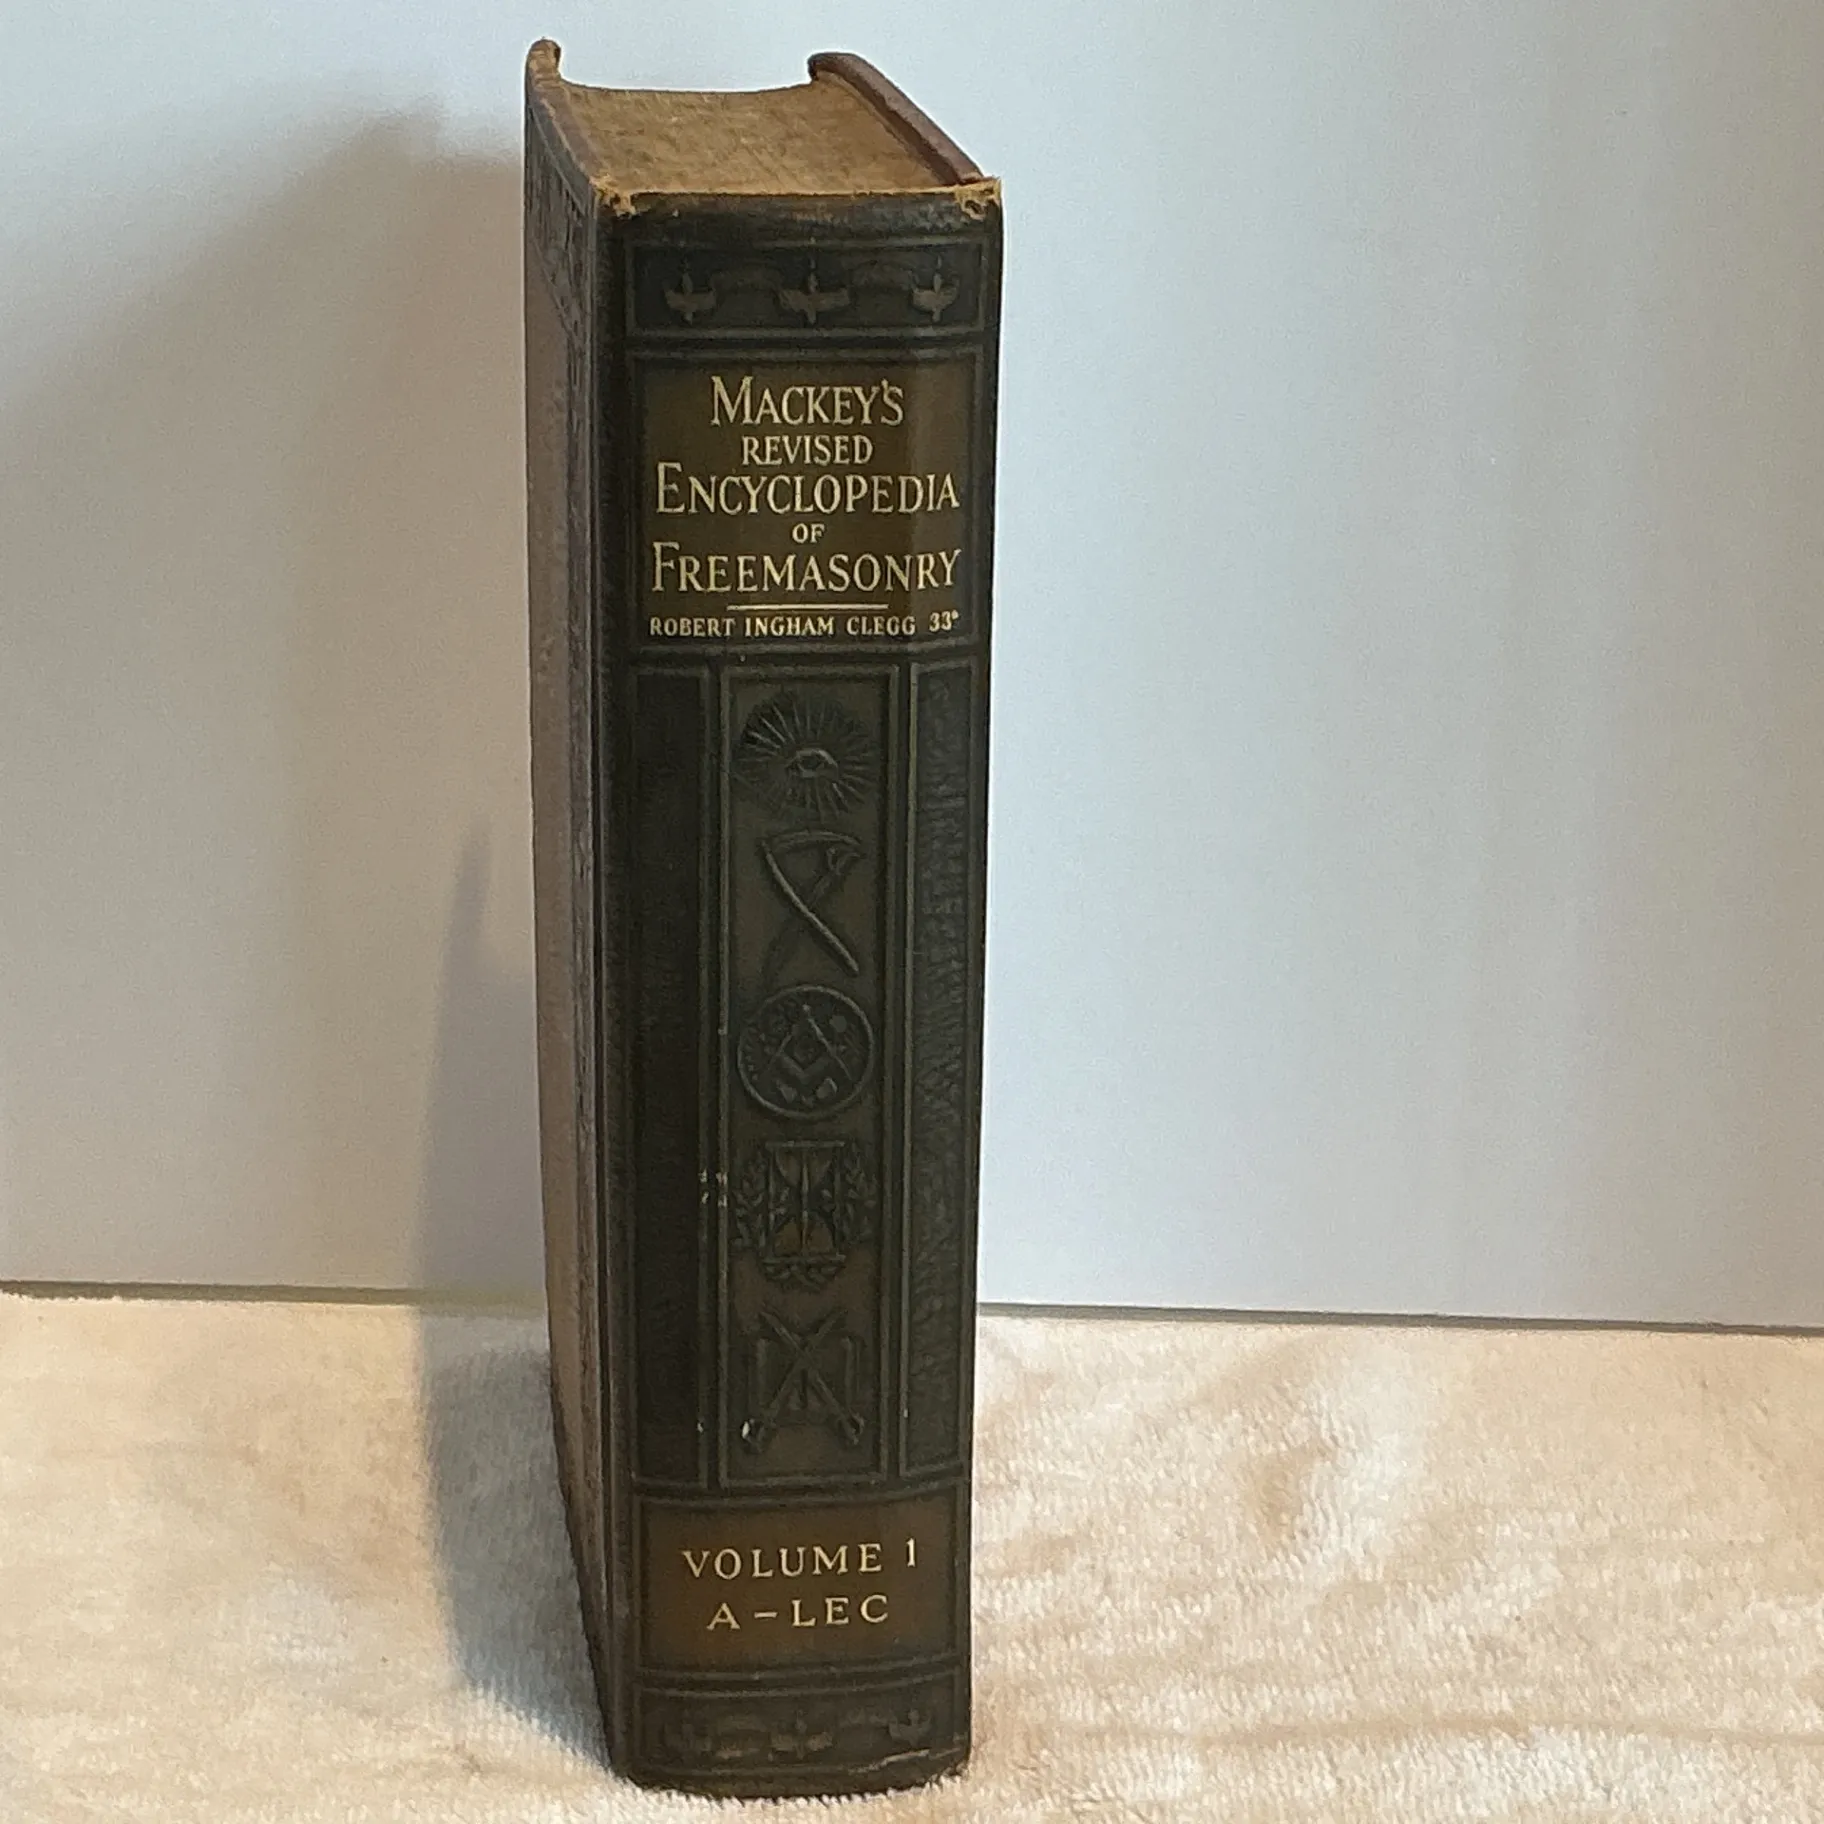 MACKEY'S
REVISED
ENCYCLOPEDIA
OF
FREEMASONRY
ROBERT INGHAM CLEGG 33°
VOLUME 1
A-LEC